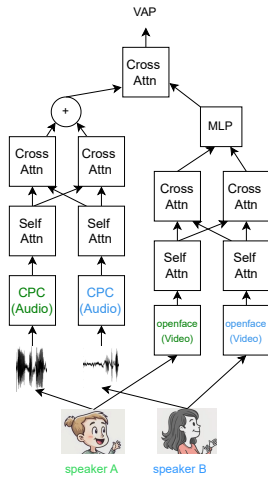 VAP
Cross
Attn
+
MLP
Cross
Attn
Cross
Attn
Cross
Attn
Cross
Attn
Self
Attn
Self
Attn
Self
Attn
Self
Attn
CPC
(Audio)
CPC
(Audio)
openface
(Video)
openface
(Video)
speaker A
speaker B